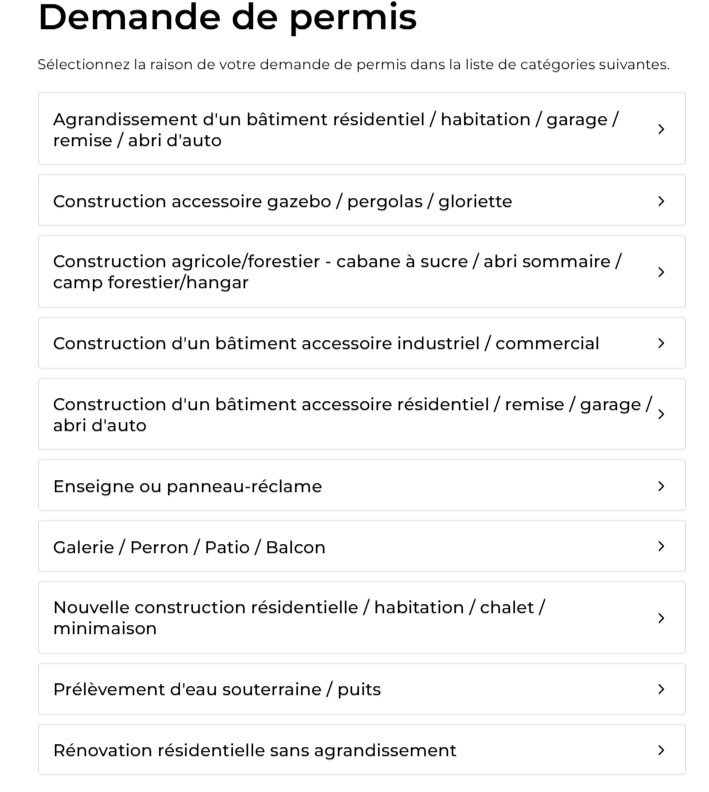 Demande de permis
Sélectionnez la raison de votre demande de permis dans la liste de catégories suivantes.
Agrandissement d'un bâtiment résidentiel / habitation / garage /
remise / abri d'auto
Construction accessoire gazebo / pergolas / gloriette
Construction agricole/forestier - cabane à sucre / abri sommaire /
camp forestier/hangar
Construction d'un bâtiment accessoire industriel / commercial
Construction d'un bâtiment accessoire résidentiel / remise / garage /
abri d'auto
Enseigne ou panneau-réclame
Galerie / Perron / Patio / Balcon
Nouvelle construction résidentielle / habitation / chalet /
minimaison
Prélèvement d'eau souterraine / puits
Rénovation résidentielle sans agrandissement